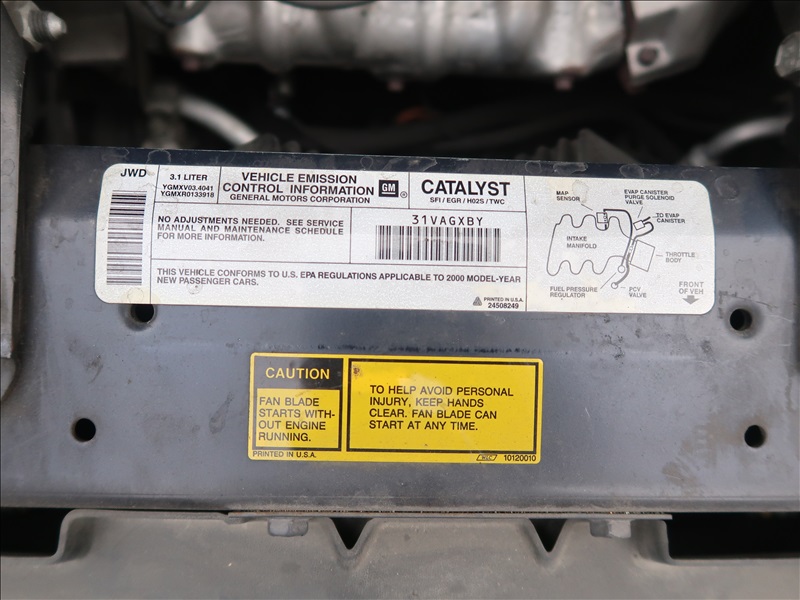 JWD
3.1 LITER
YGMXV03.4041
YGMXR0133918
VEHICLE EMISSION
CONTROL INFORMATION
GENERAL MOTORS CORPORATION
GM
CATALYST
SFI / EGR / HO2S / TWC
NO ADJUSTMENTS NEEDED. SEE SERVICE
MANUAL AND MAINTENANCE SCHEDULE
FOR MORE INFORMATION.
31VAGXBY
THIS VEHICLE CONFORMS TO U.S. EPA REGULATIONS APPLICABLE TO 2000 MODEL-YEAR
NEW PASSENGER CARS.
PRINTED IN U.S.A.
24508249
MAP
SENSOR
EVAP CANISTER
PURGE SOLENOID
VALVE
TO EVAP
CANISTER
INTAKE
MANIFOLD
THROTTLE
BODY
FUEL PRESSURE
REGULATOR
PCV
VALVE
FRONT
OF VEH
CAUTION
FAN BLADE
STARTS WITH-
OUT ENGINE
RUNNING.
TO HELP AVOID PERSONAL
INJURY, KEEP HANDS
CLEAR. FAN BLADE CAN
START AT ANY TIME.
PRINTED IN U.S.A.
10120010